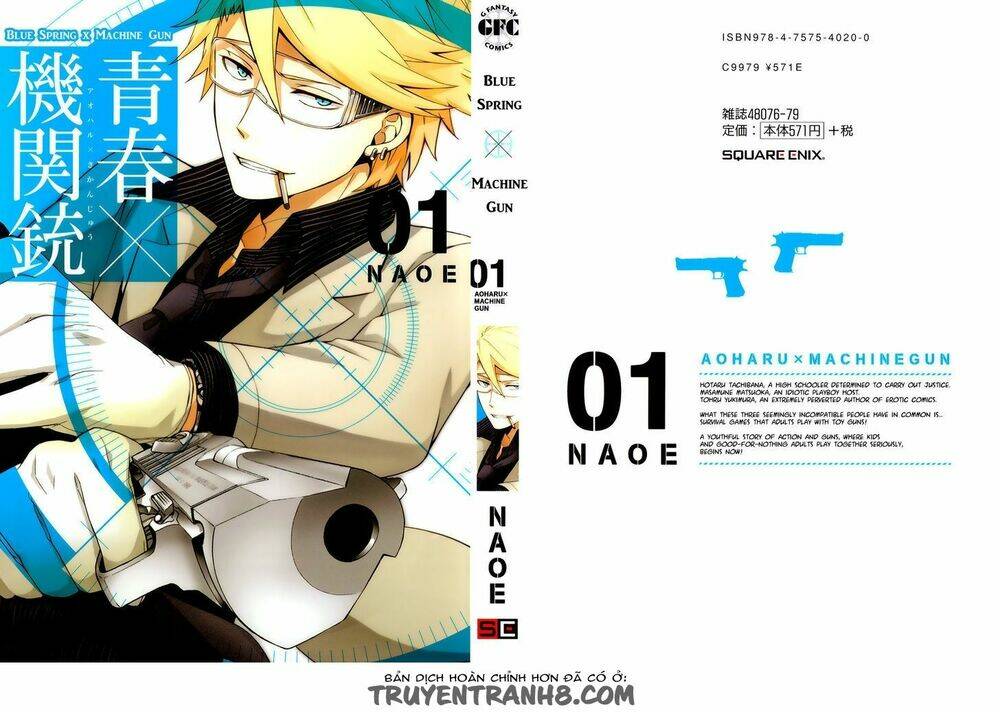 BLUE SPRING X MACHINE GUN
青春×
機関銃
アオハル×きかんじゅう
01
NAOE
G FANTASY
GFC
COMICS
BLUE
SPRING
×
MACHINE
GUN
01
AOHARU×
MACHINE
GUN
NAOE
SE
ISBN978-4-7575-4020-0
C9979 ¥571E
雑誌48076-79
定価：本体571円+税
SQUARE ENIX.
01
NAOE
AOHARU×MACHINEGUN
HOTARU TACHIBANA, A HIGH SCHOOLER DETERMINED TO CARRY OUT JUSTICE.
MASAMUNE MATSUOKA, AN IDIOTIC PLAYBOY HOST.
TOHRU YUKIMURA, AN EXTREMELY PERVERTED AUTHOR OF EROTIC COMICS.
WHAT THESE THREE SEEMINGLY INCOMPATIBLE PEOPLE HAVE IN COMMON IS...
SURVIVAL GAMES THAT ADULTS PLAY WITH TOY GUNS!
A YOUTHFUL STORY OF ACTION AND GUNS, WHERE KIDS
AND GOOD-FOR-NOTHING ADULTS PLAY TOGETHER SERIOUSLY,
BEGINS NOW!
BẢN DỊCH HOÀN CHỈNH HƠN ĐÃ CÓ Ở:
TRUYENTRANH8.COM